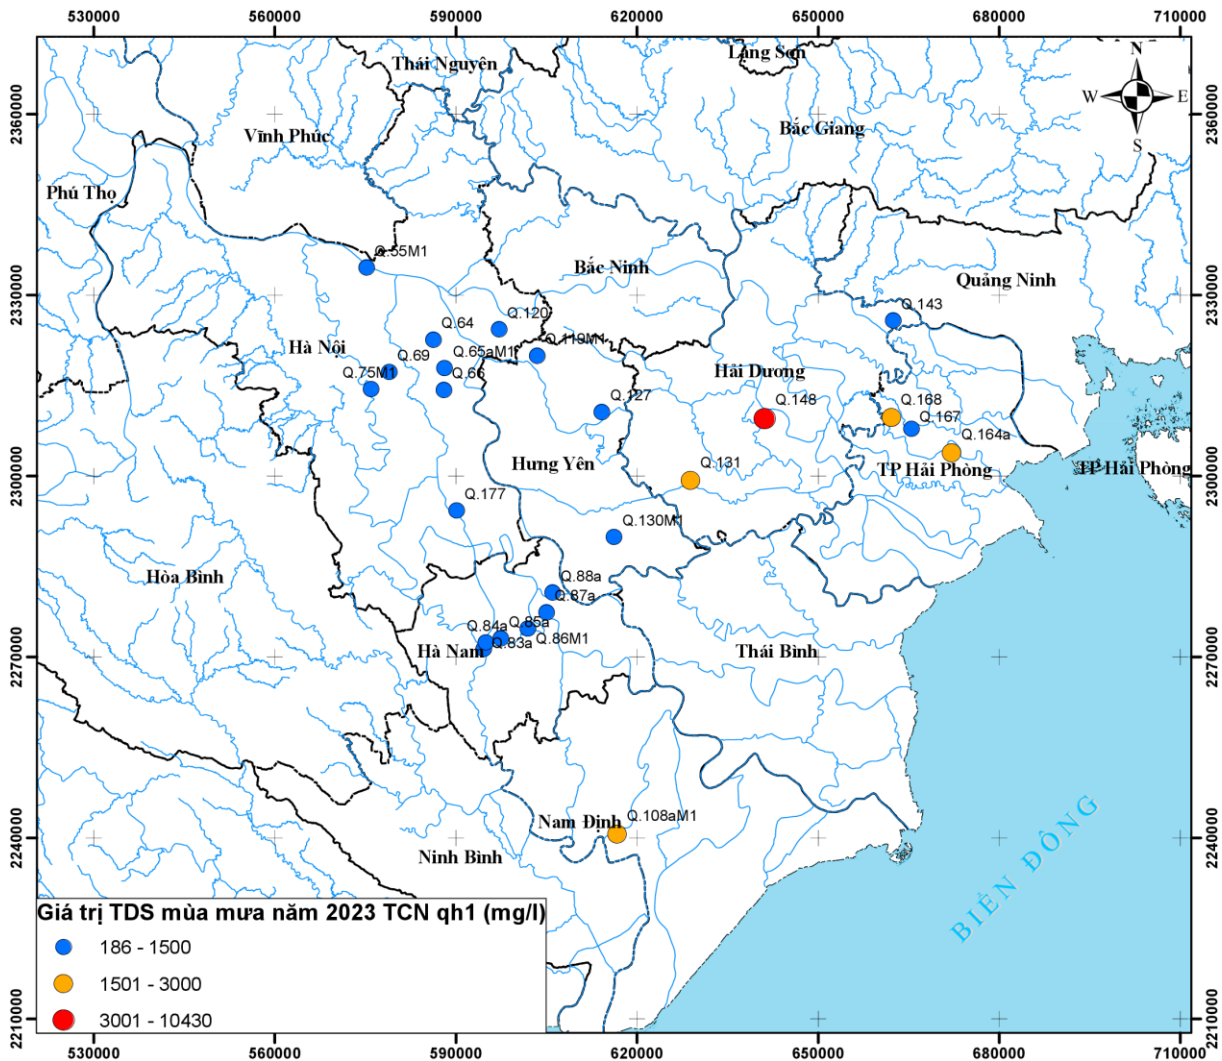 530000 560000 590000 620000 650000 680000 710000
Lạng Sơn
Thái Nguyên
N
W E
S
2360000 2360000
Bắc Giang
Vĩnh Phúc
Phú Thọ
Q.55M1
Bắc Ninh
Quảng Ninh
2330000 2330000
Q.143
Q.120
Q.64
Q.119M1
Hà Nội
Q.69
Q.65aM1
Q.75M1
Q.66
Hải Dương
Q.127
Q.148
Q.168
Q.167
Q.164a
Hưng Yên
Q.131
TP Hải Phòng
TP Hải Phòng
2300000 2300000
Q.177
Q.130M1
Hòa Bình
Q.88a
Q.87a
Q.84a
Q.85a
Q.86M1
Q.83a
Hà Nam
Thái Bình
2270000 2270000
Q.108aM1
Nam Định
2240000 2240000
Ninh Bình
BIỂN ĐÔNG
Giá trị TDS mùa mưa năm 2023 TCN qh1 (mg/l)
186 - 1500
1501 - 3000
3001 - 10430
2210000 2210000
530000 560000 590000 620000 650000 680000 710000